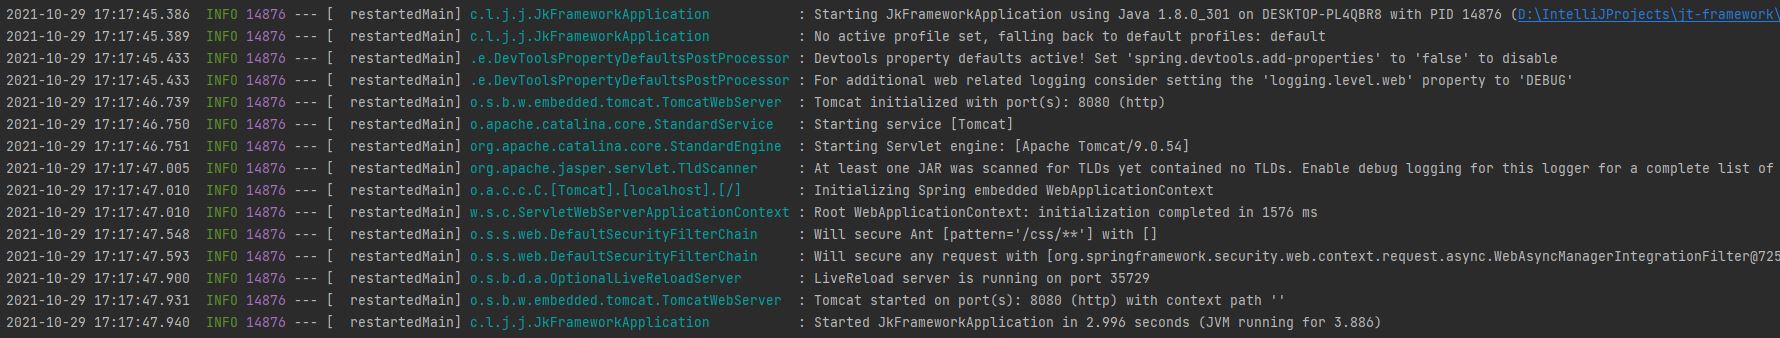 2021-10-29 17:17:45.386  INFO 14876 --- [  restartedMain] c.l.j.j.JkFrameworkApplication           : Starting JkFrameworkApplication using Java 1.8.0_301 on DESKTOP-PL4QBR8 with PID 14876 (D:\IntelliJProjects\jt-framework\
2021-10-29 17:17:45.389  INFO 14876 --- [  restartedMain] c.l.j.j.JkFrameworkApplication           : No active profile set, falling back to default profiles: default
2021-10-29 17:17:45.433  INFO 14876 --- [  restartedMain] .e.DevToolsPropertyDefaultsPostProcessor : Devtools property defaults active! Set 'spring.devtools.add-properties' to 'false' to disable
2021-10-29 17:17:45.433  INFO 14876 --- [  restartedMain] .e.DevToolsPropertyDefaultsPostProcessor : For additional web related logging consider setting the 'logging.level.web' property to 'DEBUG'
2021-10-29 17:17:46.739  INFO 14876 --- [  restartedMain] o.s.b.w.embedded.tomcat.TomcatWebServer  : Tomcat initialized with port(s): 8080 (http)
2021-10-29 17:17:46.750  INFO 14876 --- [  restartedMain] o.apache.catalina.core.StandardService   : Starting service [Tomcat]
2021-10-29 17:17:46.751  INFO 14876 --- [  restartedMain] org.apache.catalina.core.StandardEngine  : Starting Servlet engine: [Apache Tomcat/9.0.54]
2021-10-29 17:17:47.005  INFO 14876 --- [  restartedMain] org.apache.jasper.servlet.TldScanner     : At least one JAR was scanned for TLDs yet contained no TLDs. Enable debug logging for this logger for a complete list of
2021-10-29 17:17:47.010  INFO 14876 --- [  restartedMain] o.a.c.c.C.[Tomcat].[localhost].[/]       : Initializing Spring embedded WebApplicationContext
2021-10-29 17:17:47.010  INFO 14876 --- [  restartedMain] w.s.c.ServletWebServerApplicationContext : Root WebApplicationContext: initialization completed in 1576 ms
2021-10-29 17:17:47.548  INFO 14876 --- [  restartedMain] o.s.s.web.DefaultSecurityFilterChain     : Will secure Ant [pattern='/css/**'] with []
2021-10-29 17:17:47.593  INFO 14876 --- [  restartedMain] o.s.s.web.DefaultSecurityFilterChain     : Will secure any request with [org.springframework.security.web.context.request.async.WebAsyncManagerIntegrationFilter@725
2021-10-29 17:17:47.900  INFO 14876 --- [  restartedMain] o.s.b.d.a.OptionalLiveReloadServer       : LiveReload server is running on port 35729
2021-10-29 17:17:47.931  INFO 14876 --- [  restartedMain] o.s.b.w.embedded.tomcat.TomcatWebServer  : Tomcat started on port(s): 8080 (http) with context path ''
2021-10-29 17:17:47.940  INFO 14876 --- [  restartedMain] c.l.j.j.JkFrameworkApplication           : Started JkFrameworkApplication in 2.996 seconds (JVM running for 3.886)